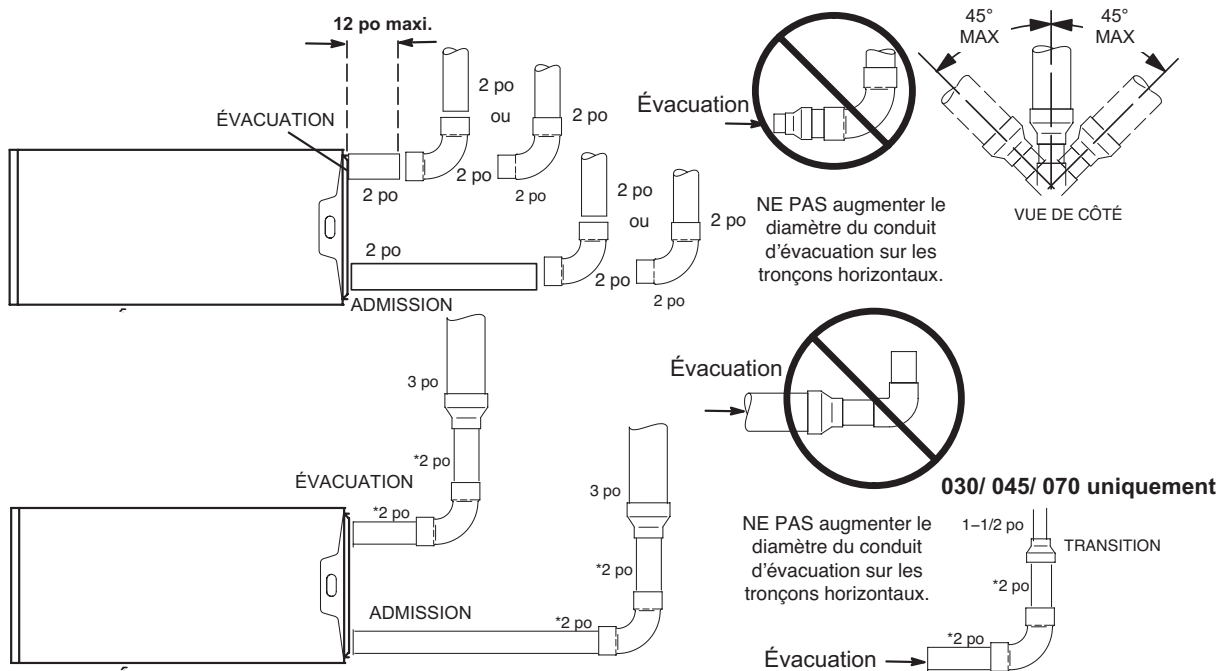 12 po maxi.
ÉVACUATION
2 po
ou
2 po
2 po
2 po
2 po
2 po
2 po
ou
2 po
2 po
2 po
ADMISSION
Évacuation
NE PAS augmenter le
diamètre du conduit
d'évacuation sur les
tronçons horizontaux.
45°
MAX
45°
MAX
VUE DE CÔTÉ
3 po
*2 po
ÉVACUATION
*2 po
3 po
*2 po
ADMISSION
*2 po
Évacuation
NE PAS augmenter le
diamètre du conduit
d'évacuation sur les
tronçons horizontaux.
030/ 045/ 070 uniquement
1–1/2 po
TRANSITION
*2 po
*2 po
Évacuation